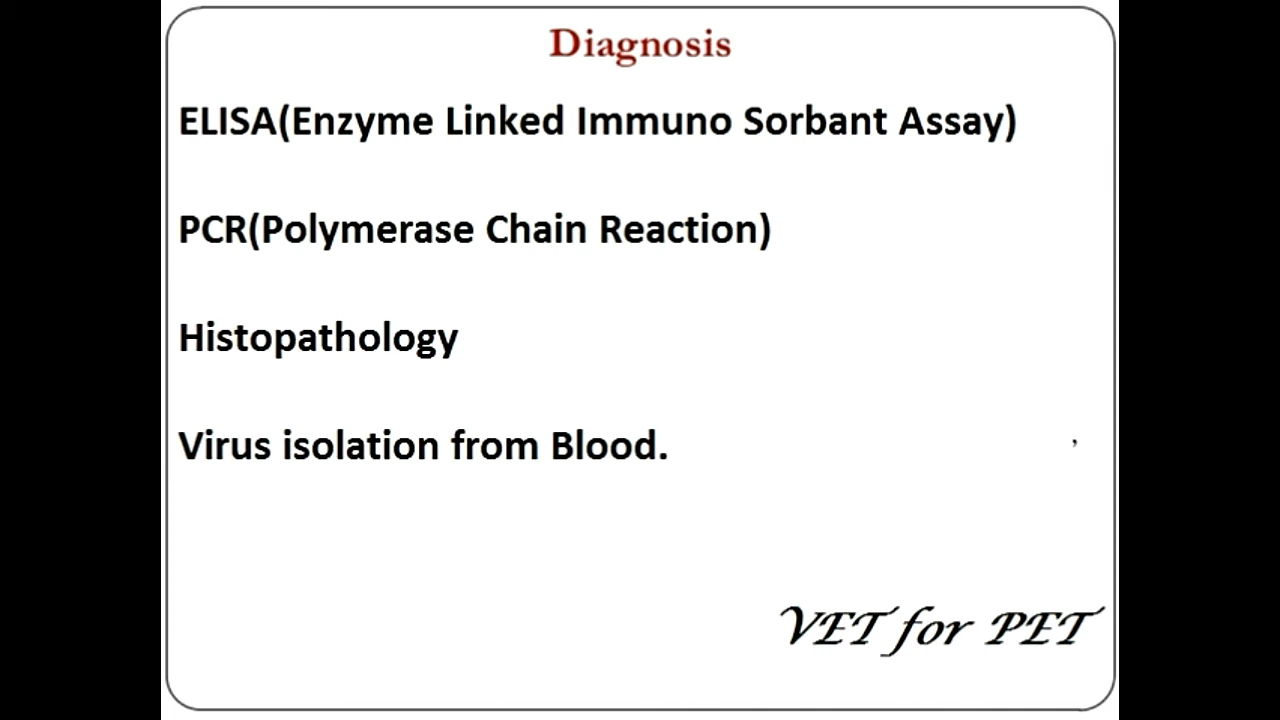 Diagnosis
ELISA(Enzyme Linked Immuno Sorbant Assay)
PCR(Polymerase Chain Reaction)
Histopathology
Virus isolation from Blood.
,
VET for PET